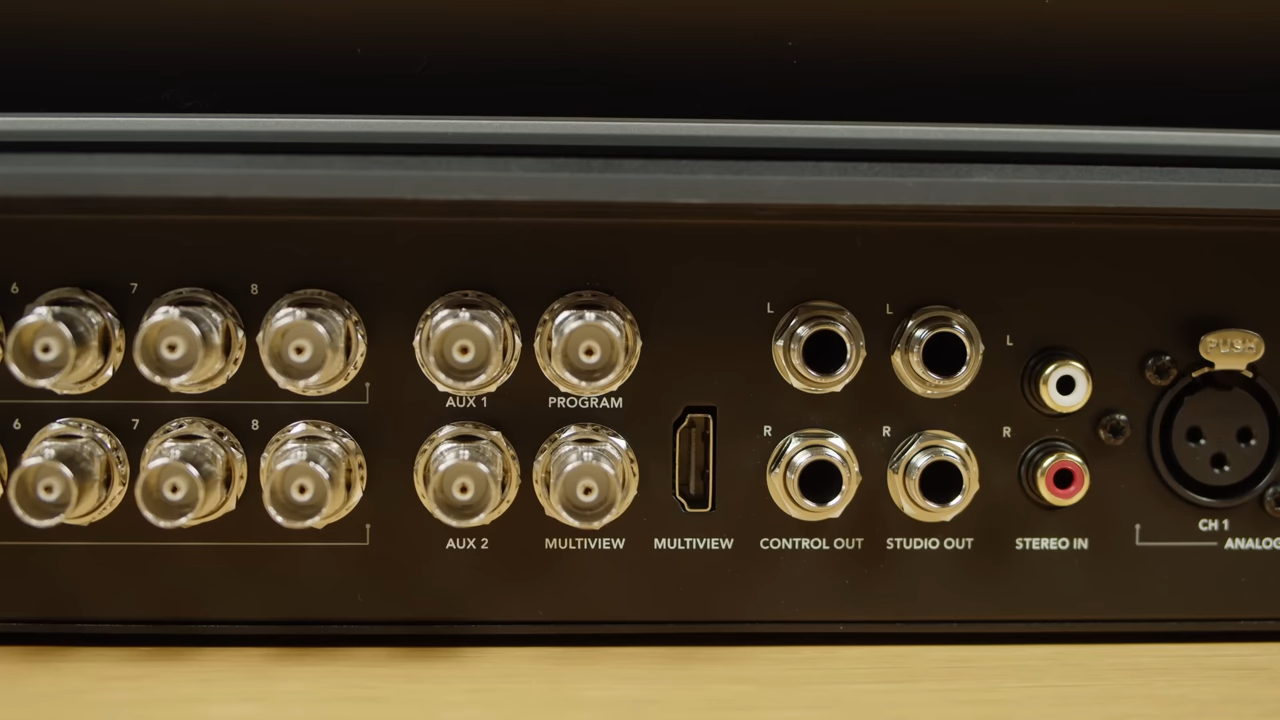 6 7 8
L L
L
PUSH
AUX 1 PROGRAM
6 7 8
R R R
CH 1
AUX 2 MULTIVIEW MULTIVIEW CONTROL OUT STUDIO OUT STEREO IN ANALOG